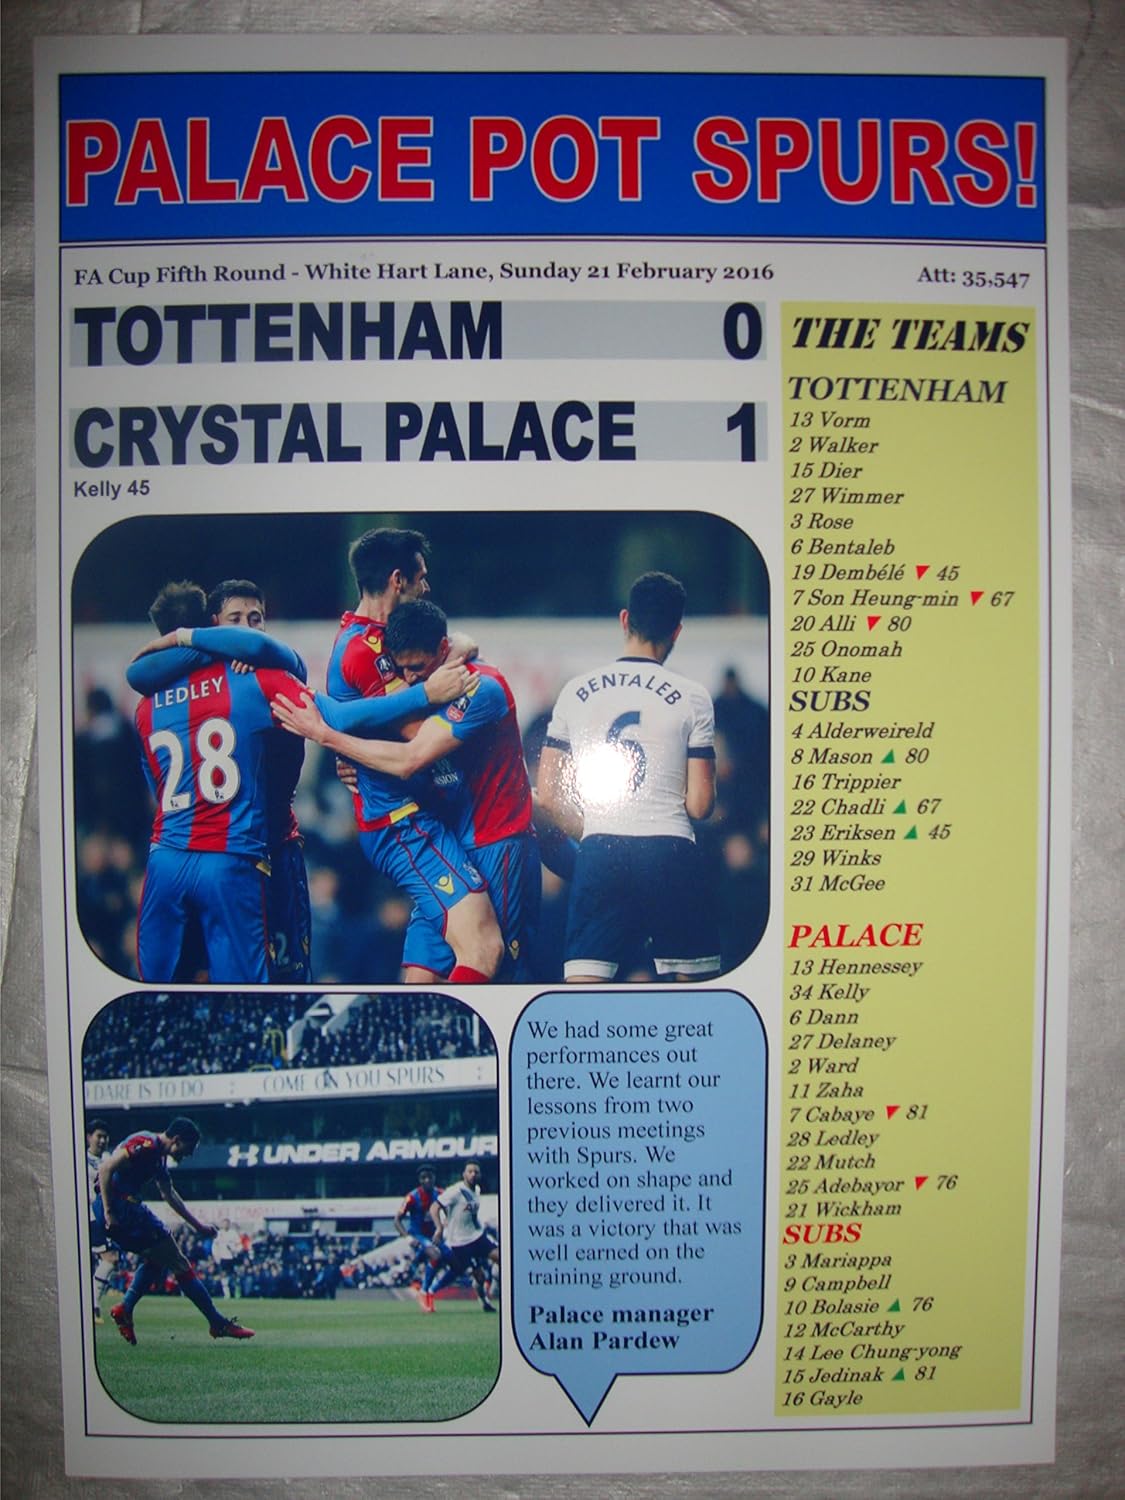 PALACE POT SPURS!
FA Cup Fifth Round - White Hart Lane, Sunday 21 February 2016
Att: 35,547
TOTTENHAM 0
CRYSTAL PALACE 1
Kelly 45
LEDLEY
28
BENTALEB
6
DARE IS TO DO : COME ON YOU SPURS :
UNDER ARMOUR
We had some great
performances out
there. We learnt our
lessons from two
previous meetings
with Spurs. We
worked on shape and
they delivered it. It
was a victory that was
well earned on the
training ground.
Palace manager
Alan Pardew
THE TEAMS
TOTTENHAM
13 Vorm
2 Walker
15 Dier
27 Wimmer
3 Rose
6 Bentaleb
19 Dembélé ▼ 45
7 Son Heung-min ▼ 67
20 Alli ▼ 80
25 Onomah
10 Kane
SUBS
4 Alderweireld
8 Mason ▲ 80
16 Trippier
22 Chadli ▲ 67
23 Eriksen ▲ 45
29 Winks
31 McGee
PALACE
13 Hennessey
34 Kelly
6 Dann
27 Delaney
2 Ward
11 Zaha
7 Cabaye ▼ 81
28 Ledley
22 Mutch
25 Adebayor ▼ 76
21 Wickham
SUBS
3 Mariappa
9 Campbell
10 Bolasie ▲ 76
12 McCarthy
14 Lee Chung-yong
15 Jedinak ▲ 81
16 Gayle